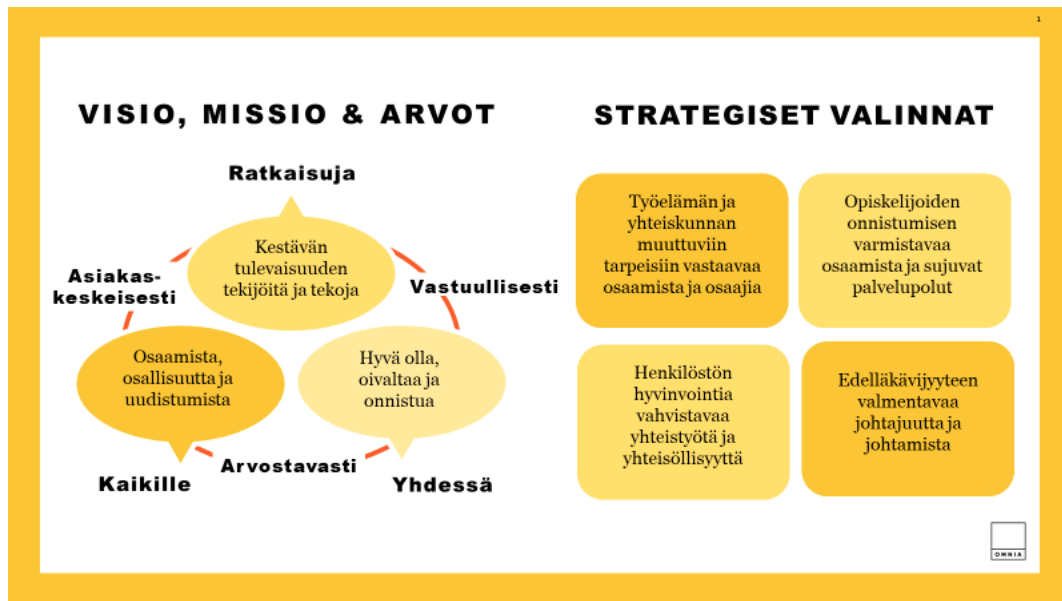 1
VISIO, MISSIO & ARVOT
Ratkaisuja
Kestävän
tulevaisuuden
tekijöitä ja tekoja
Asiakas-
keskeisesti
Vastuullisesti
Osaamista,
osallisuutta ja
uudistumista
Hyvä olla,
oivaltaa ja
onnistua
Arvostavasti
Kaikille
Yhdessä
STRATEGISET VALINNAT
Työelämän ja
yhteiskunnan
muuttuviin
tarpeisiin vastaavaa
osaamista ja osaajia
Opiskelijoiden
onnistumisen
varmistavaa
osaamista ja sujuvat
palvelupolut
Henkilöstön
hyvinvointia
vahvistavaa
yhteistyötä ja
yhteisöllisyyttä
Edelläkävijyyteen
valmentavaa
johtajuutta ja
johtamista
OMNIA